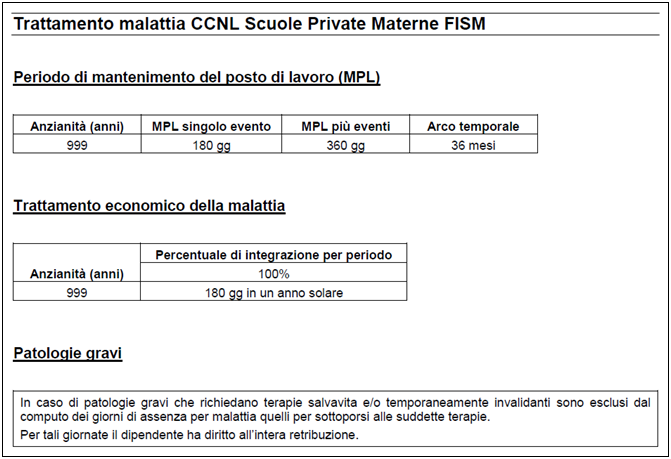 Trattamento malattia CCNL Scuole Private Materne FISM
Periodo di mantenimento del posto di lavoro (MPL)
Anzianità (anni) MPL singolo evento MPL più eventi Arco temporale
999 180 gg 360 gg 36 mesi
Trattamento economico della malattia
Percentuale di integrazione per periodo
Anzianità (anni) 100%
999 180 gg in un anno solare
Patologie gravi
In caso di patologie gravi che richiedano terapie salvavita e/o temporaneamente invalidanti sono esclusi dal
computo dei giorni di assenza per malattia quelli per sottoporsi alle suddette terapie.
Per tali giornate il dipendente ha diritto all'intera retribuzione.